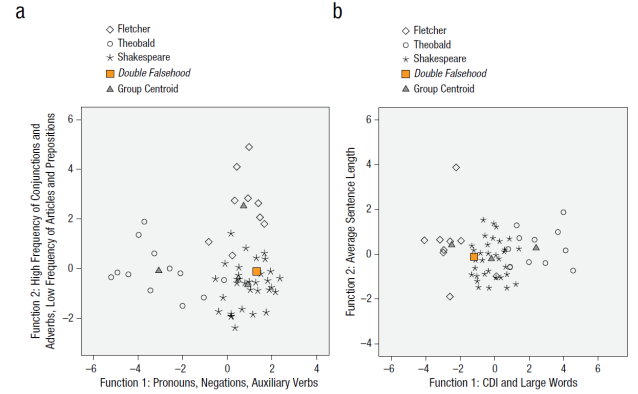 a
Fletcher
Theobald
Shakespeare
Double Falsehood
Group Centroid
Function 2: High Frequency of Conjunctions and
Adverbs, Low Frequency of Articles and Prepositions
6
4
2
0
−2
−6
−4
−2
0
2
4
Function 1: Pronouns, Negations, Auxiliary Verbs
b
Fletcher
Theobald
Shakespeare
Double Falsehood
Group Centroid
Function 2: Average Sentence Length
6
4
2
0
−2
−4
−6
−4
−2
0
2
4
6
Function 1: CDI and Large Words